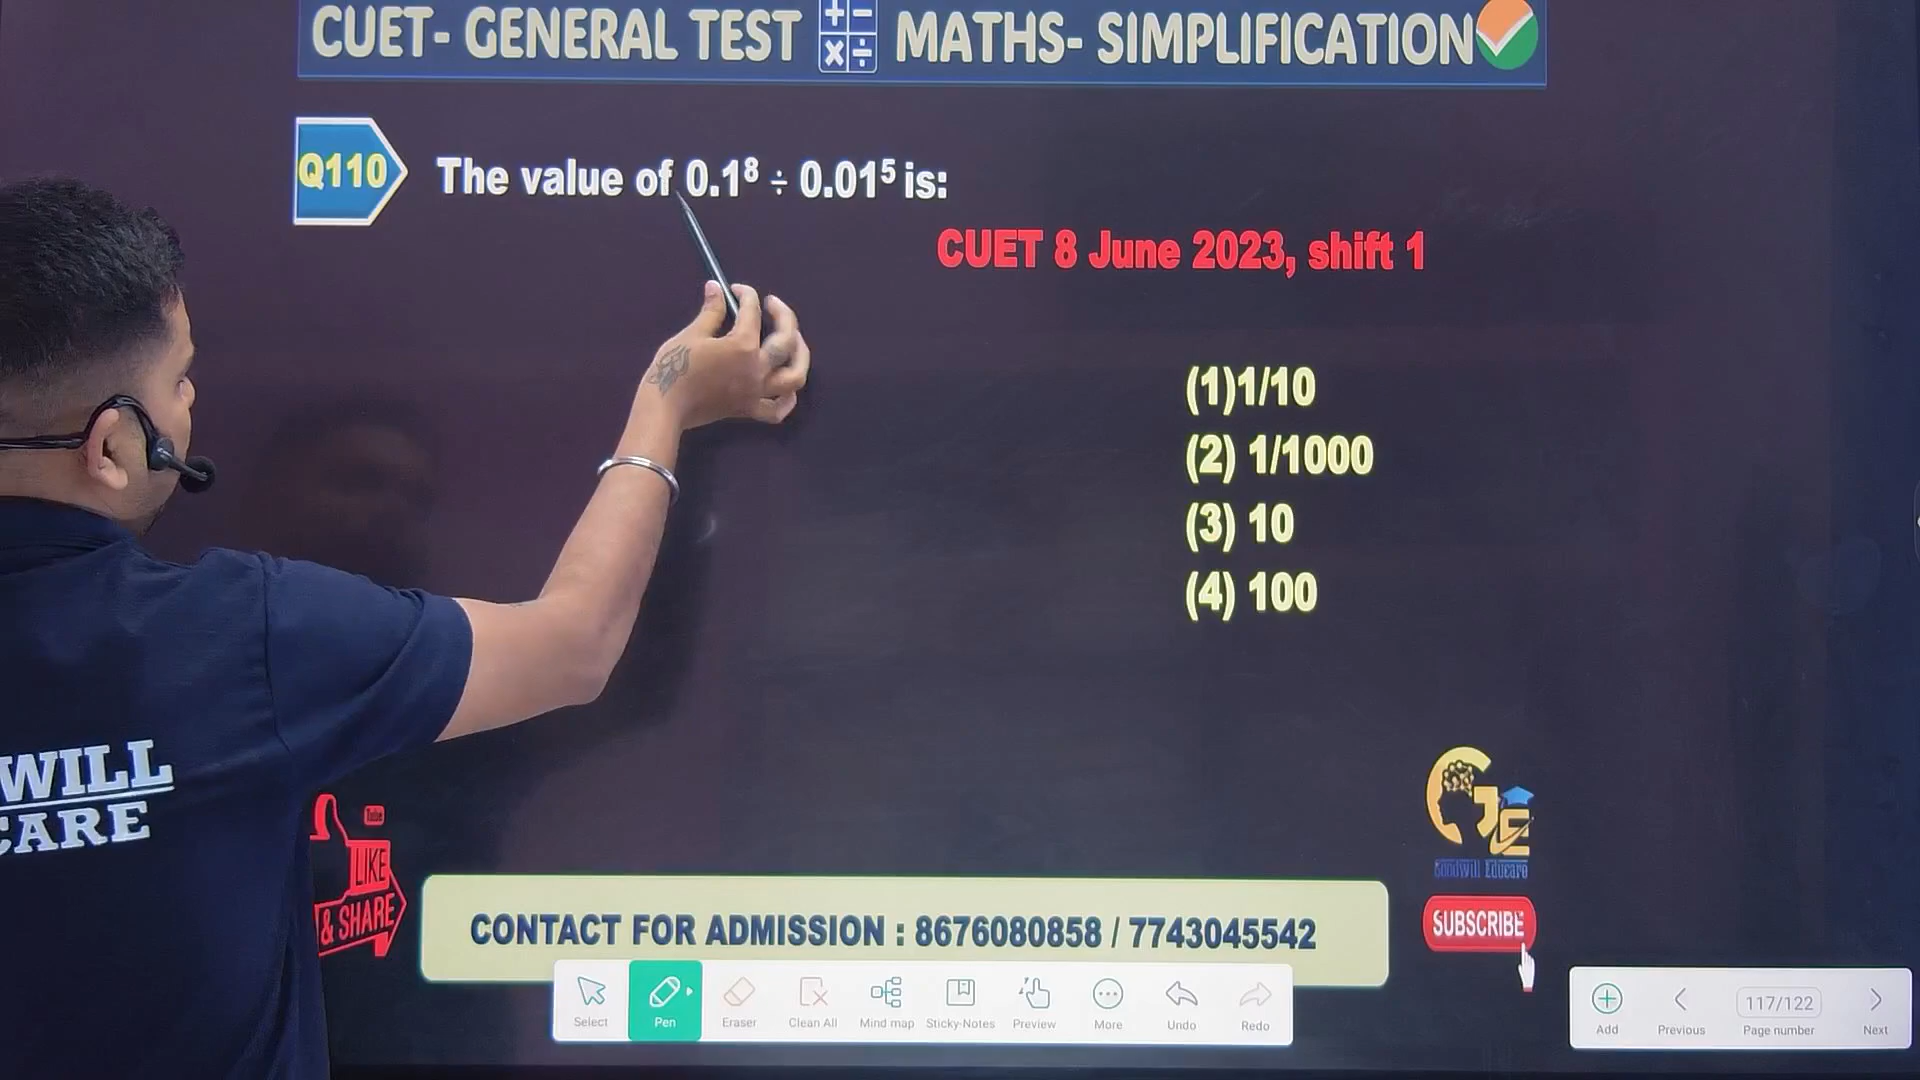 CUET- GENERAL TEST MATHS- SIMPLIFICATION
Q110 The value of 0.1⁸ ÷ 0.01⁵ is:
CUET 8 June 2023, shift 1
(1)1/10
(2) 1/1000
(3) 10
(4) 100
WILL
CARE
Tube
LIKE
& SHARE
Goodwill Educare
SUBSCRIBE
CONTACT FOR ADMISSION : 8676080858 / 7743045542
Select Pen Eraser Clean All Mind map Sticky-Notes Preview More Undo Redo
Add Previous 117/122 Page number Next